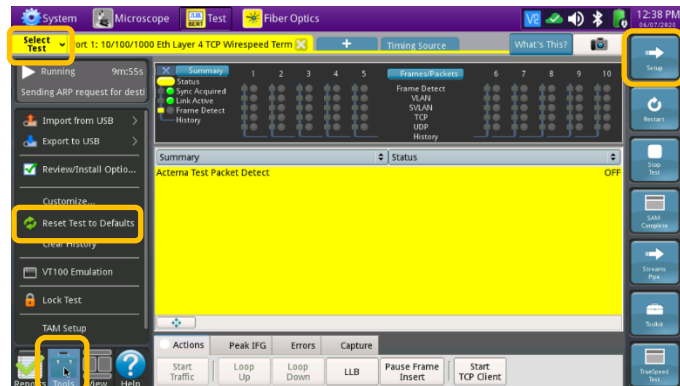 System
Microscope
Test
Fiber Optics
12:38 PM
06/07/2020
Select
Test
ort 1: 10/100/1000 Eth Layer 4 TCP Wirespeed Term
+
Timing Source
What's This?
Running
9m:55s
Sending ARP request for desti
Import from USB
Export to USB
Review/Install Optio...
Customize...
Reset Test to Defaults
Clear History
VT100 Emulation
Lock Test
TAM Setup
Reports
Tools
View
Help
Summary
Status
Sync Acquired
Link Active
Frame Detect
History
1 2 3 4 5
Frames/Packets
Frame Detect
VLAN
SVLAN
TCP
UDP
History
6 7 8 9 10
Summary
Status
Acterna Test Packet Detect
OFF
Actions
Peak IFG
Errors
Capture
Start
Traffic
Loop
Up
Loop
Down
LLB
Pause Frame
Insert
Start
TCP Client
Setup
Restart
Stop
Test
SAM-
Complete
Streams
Pipe
Toolkit
TrueSpeed
Test